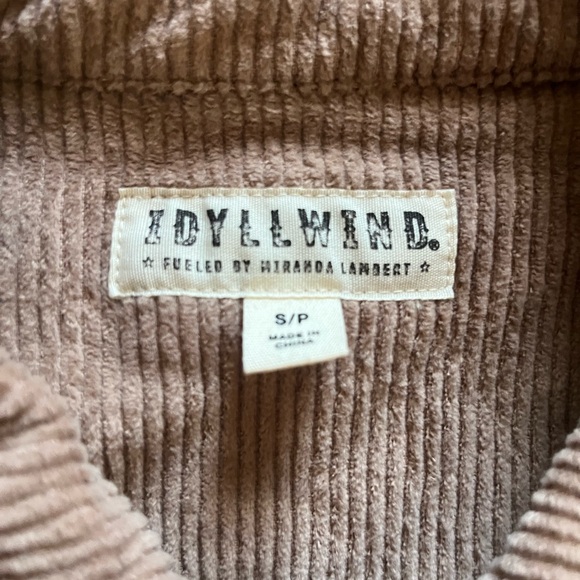 IDYLLWIND®
☆ FUELED BY MIRANDA LAMBERT ☆
S/P
MADE IN
CHINA